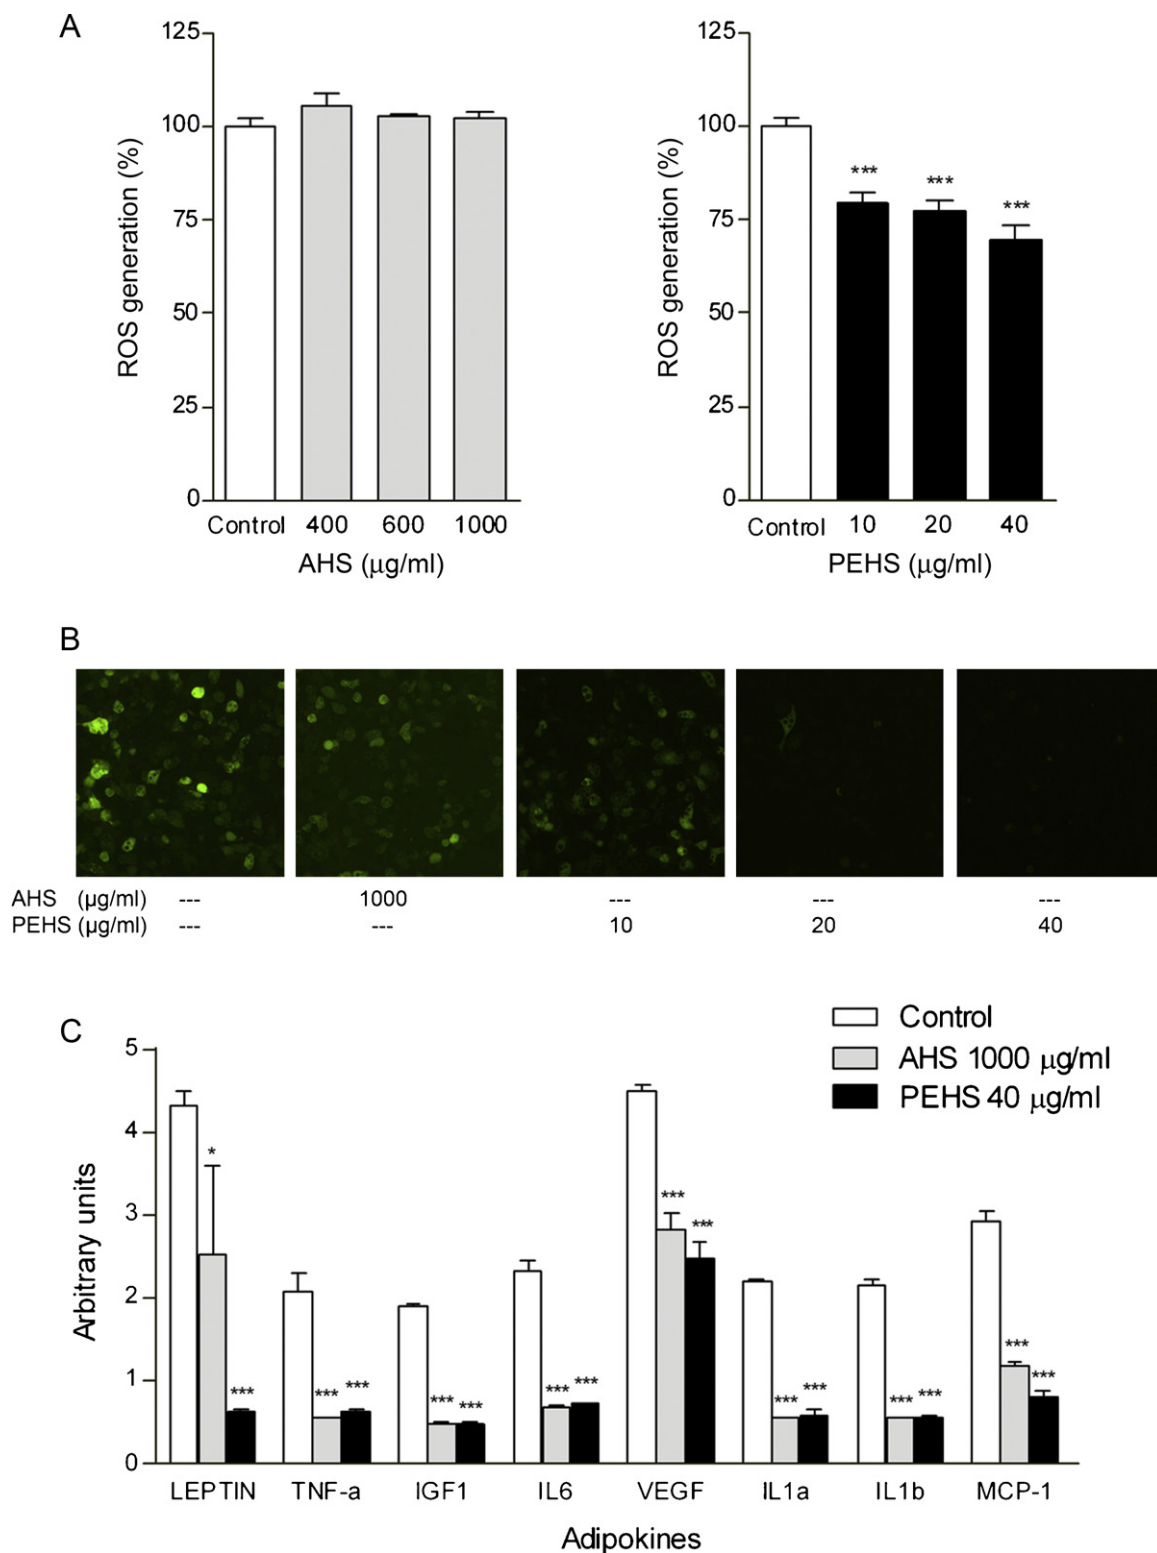 A
125
100
75
50
25
0
ROS generation (%)
Control 400 600 1000
AHS (µg/ml)
125
100
75
50
25
0
ROS generation (%)
*** *** ***
Control 10 20 40
PEHS (µg/ml)
B
AHS (µg/ml) --- 1000 --- --- ---
PEHS (µg/ml) --- --- 10 20 40
C
Control
AHS 1000 µg/ml
PEHS 40 µg/ml
5
4
3
2
1
0
Arbitrary units
* *** *** *** *** *** *** *** *** *** *** *** *** *** *** ***
LEPTIN TNF-a IGF1 IL6 VEGF IL1a IL1b MCP-1
Adipokines